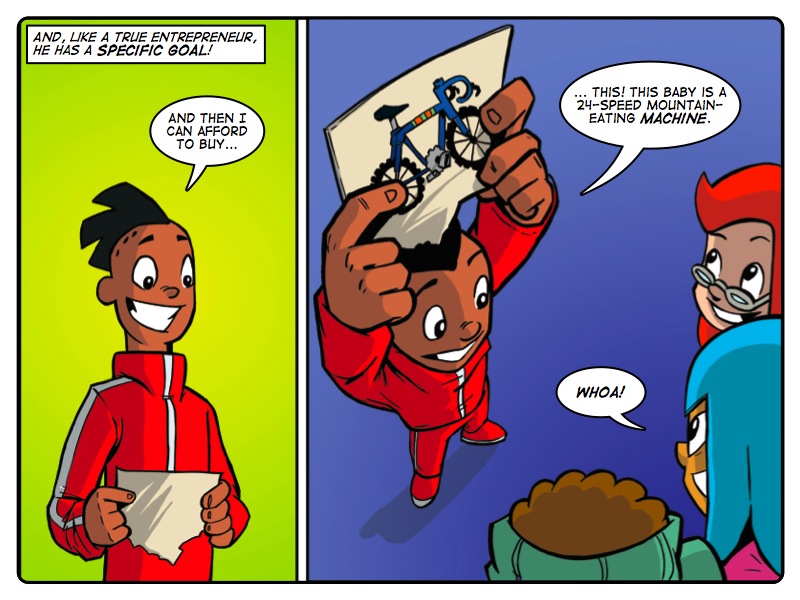 AND, LIKE A TRUE ENTREPRENEUR,
HE HAS A SPECIFIC GOAL!
AND THEN I
CAN AFFORD
TO BUY...
... THIS! THIS BABY IS A
24-SPEED MOUNTAIN-
EATING MACHINE.
WHOA!